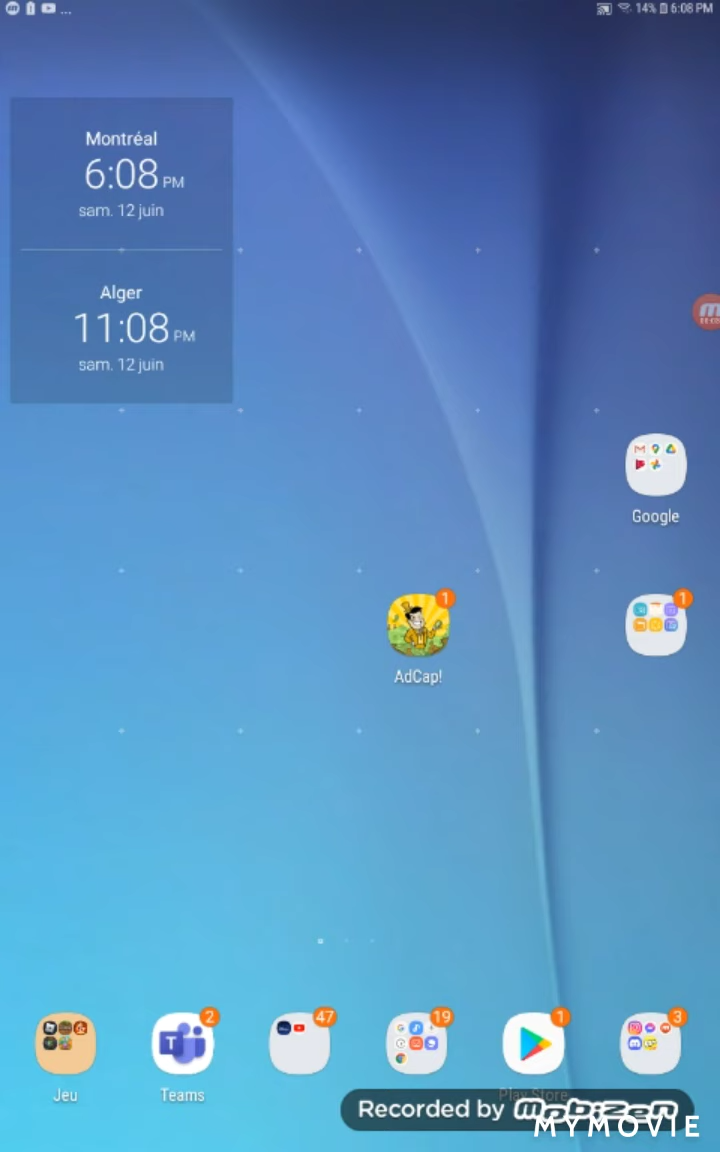 14% 6:08 PM
Montréal
6:08 PM
sam. 12 juin
Alger
11:08 PM
sam. 12 juin
Google
1
1
AdCap!
2
47
19
1
3
T
Jeu
Teams
Play Store
Recorded by Mobizen
MYMOVIE